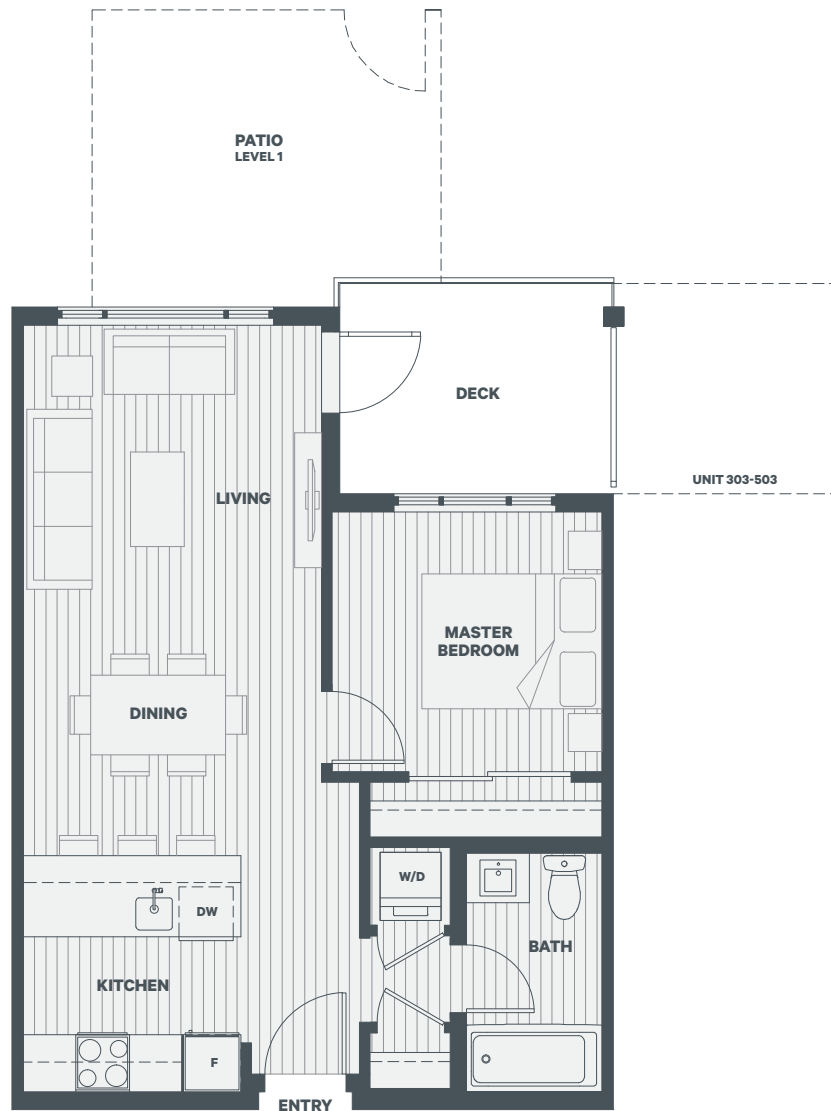 PATIO
LEVEL 1
DECK
UNIT 303-503
LIVING
MASTER
BEDROOM
DINING
W/D
DW
BATH
KITCHEN
F
ENTRY